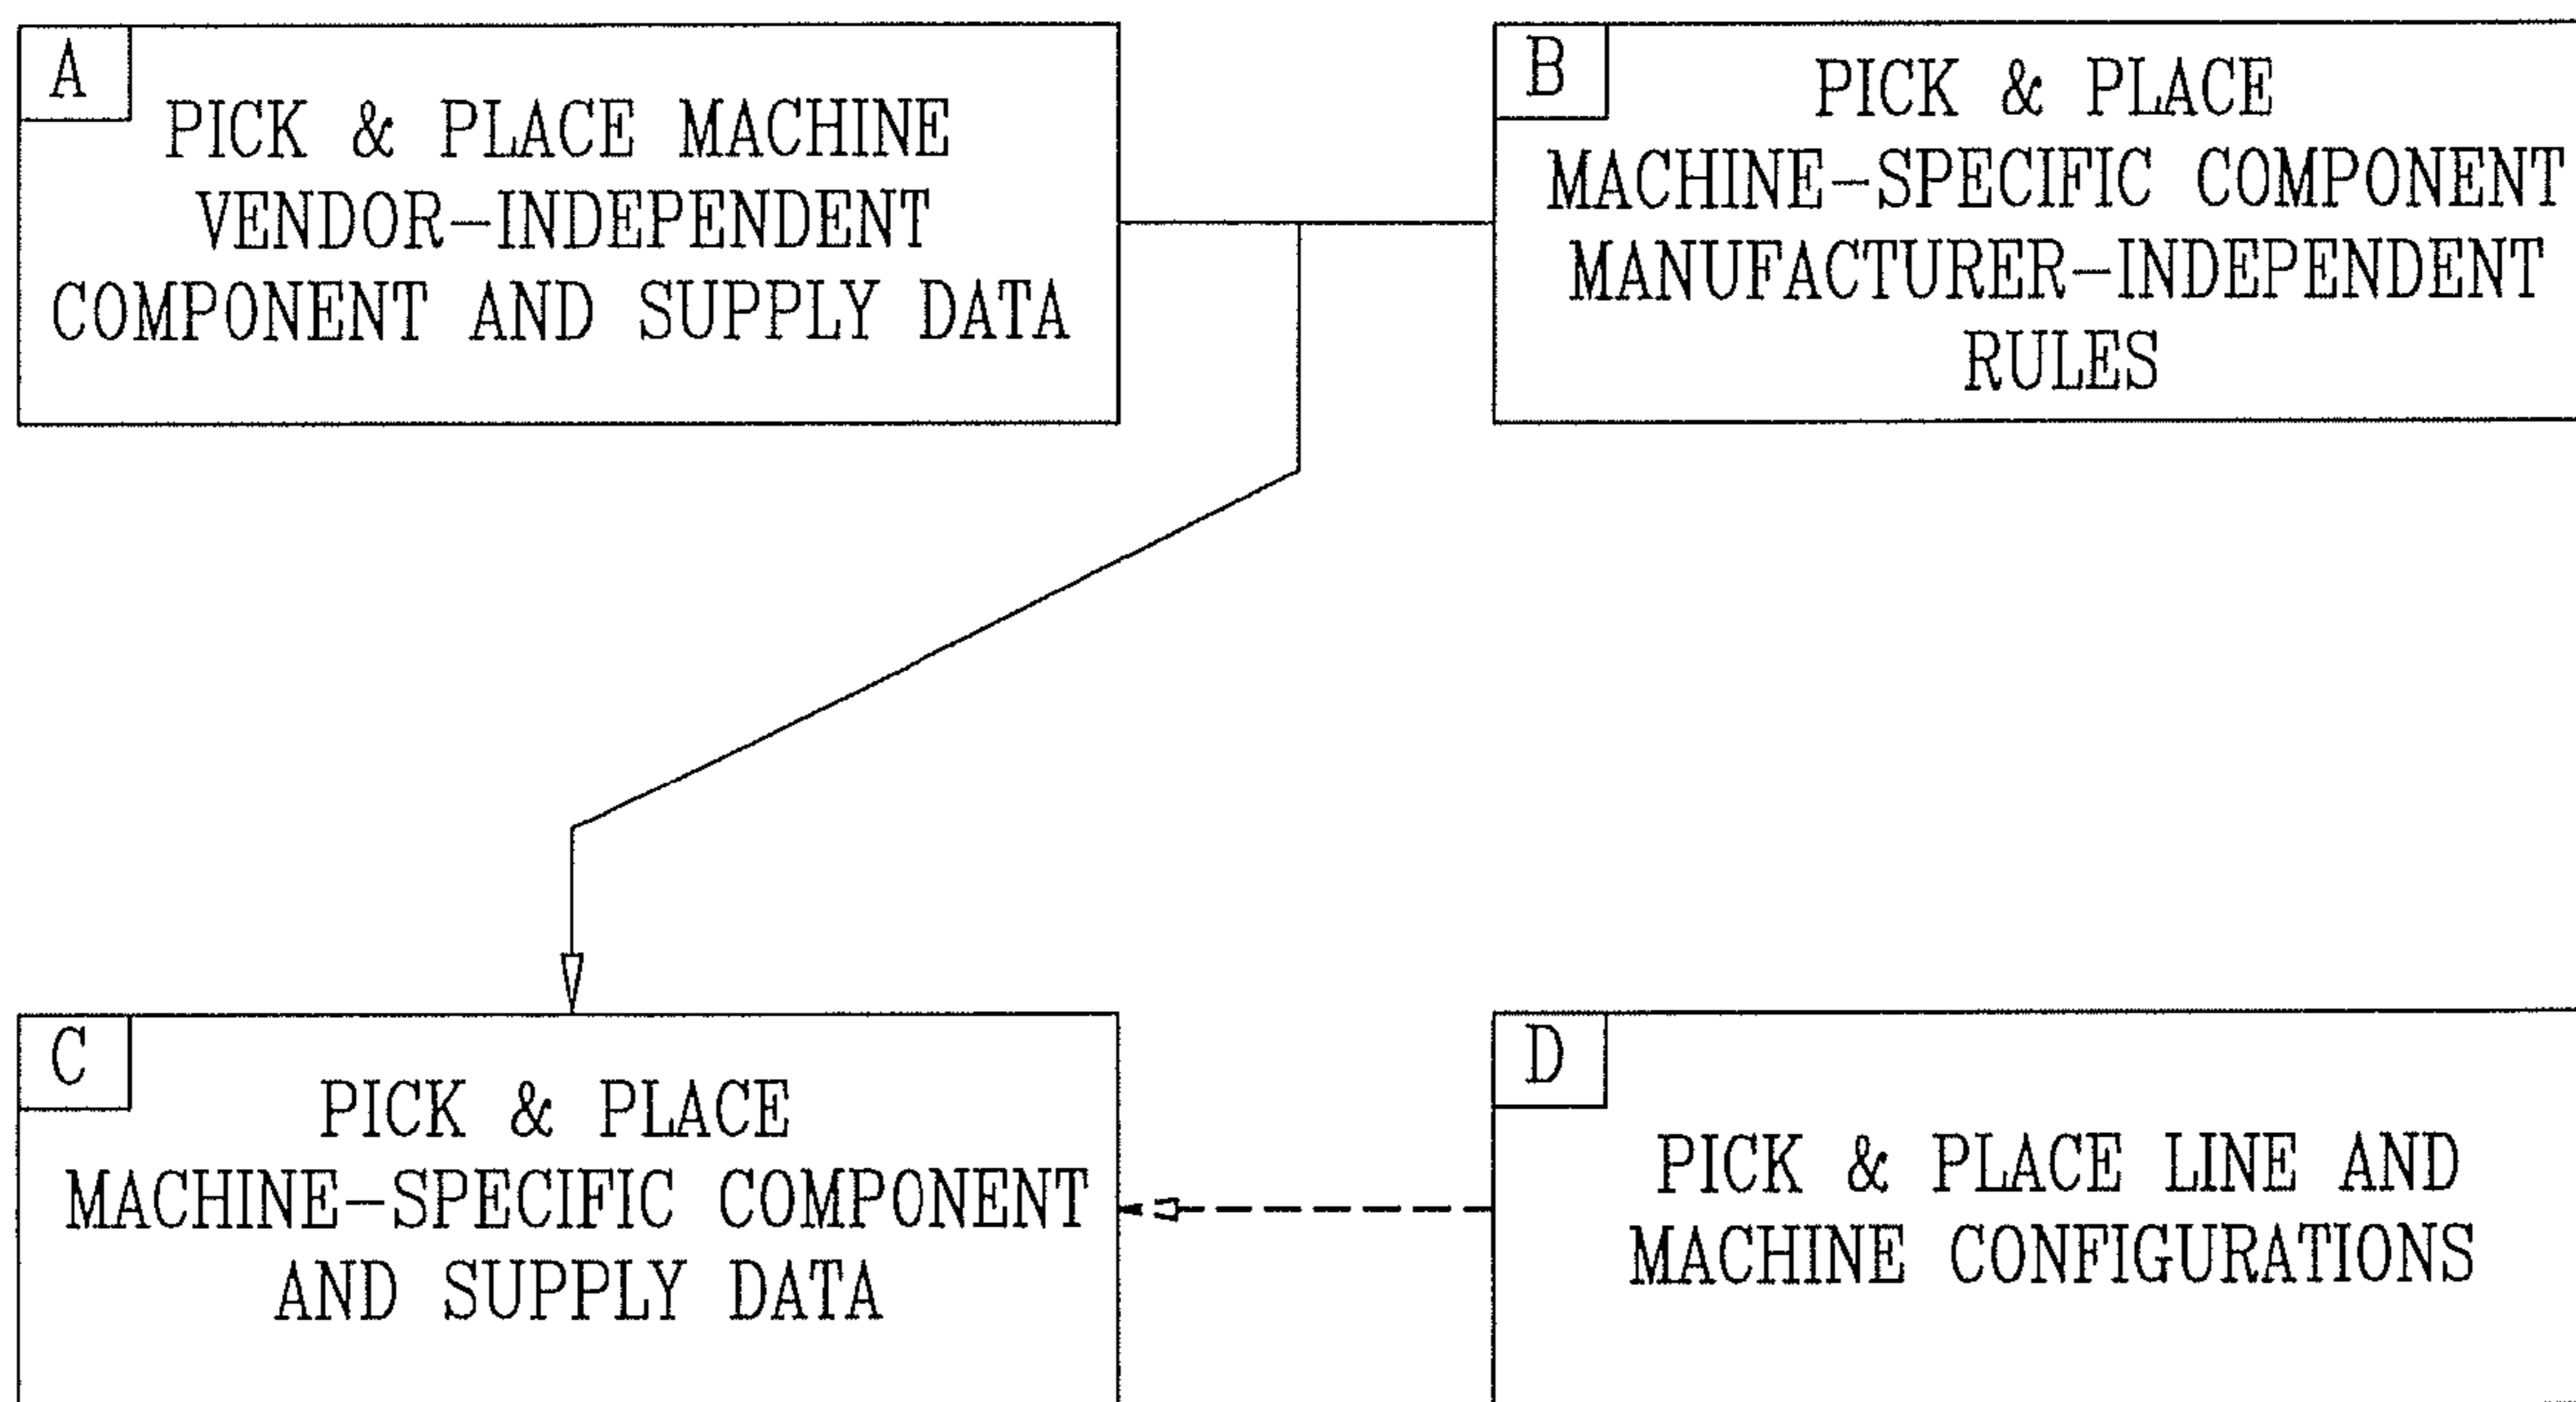 A
PICK & PLACE MACHINE
VENDOR-INDEPENDENT
COMPONENT AND SUPPLY DATA
B
PICK & PLACE
MACHINE-SPECIFIC COMPONENT
MANUFACTURER-INDEPENDENT
RULES
C
PICK & PLACE
MACHINE-SPECIFIC COMPONENT
AND SUPPLY DATA
D
PICK & PLACE LINE AND
MACHINE CONFIGURATIONS